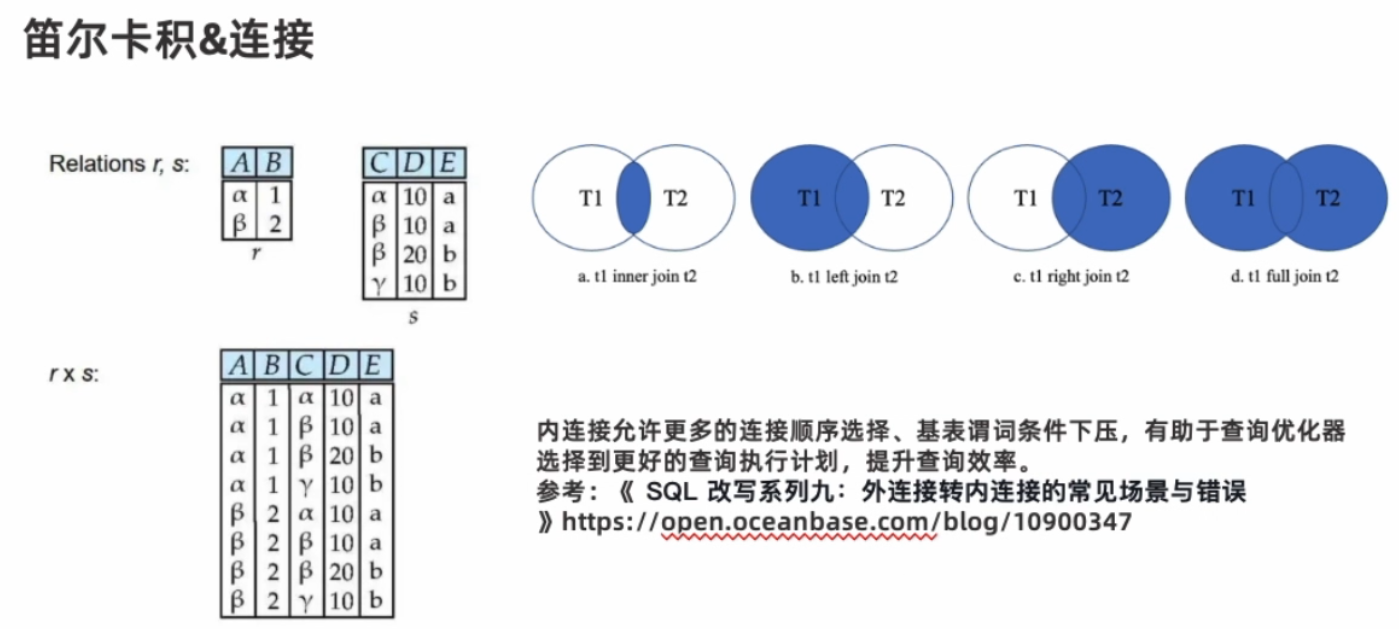 笛尔卡积&连接
Relations r, s:
A B
α 1
β 2
r
C D E
α 10 a
β 10 a
β 20 b
γ 10 b
s
T1 T2
a. t1 inner join t2
T1 T2
b. t1 left join t2
T1 T2
c. t1 right join t2
T1 T2
d. t1 full join t2
r x s:
A B C D E
α 1 α 10 a
α 1 β 10 a
α 1 β 20 b
α 1 γ 10 b
β 2 α 10 a
β 2 β 10 a
β 2 β 20 b
β 2 γ 10 b
内连接允许更多的连接顺序选择、基表谓词条件下压，有助于查询优化器
选择到更好的查询执行计划，提升查询效率。
参考：《 SQL 改写系列九：外连接转内连接的常见场景与错误
》https://open.oceanbase.com/blog/10900347